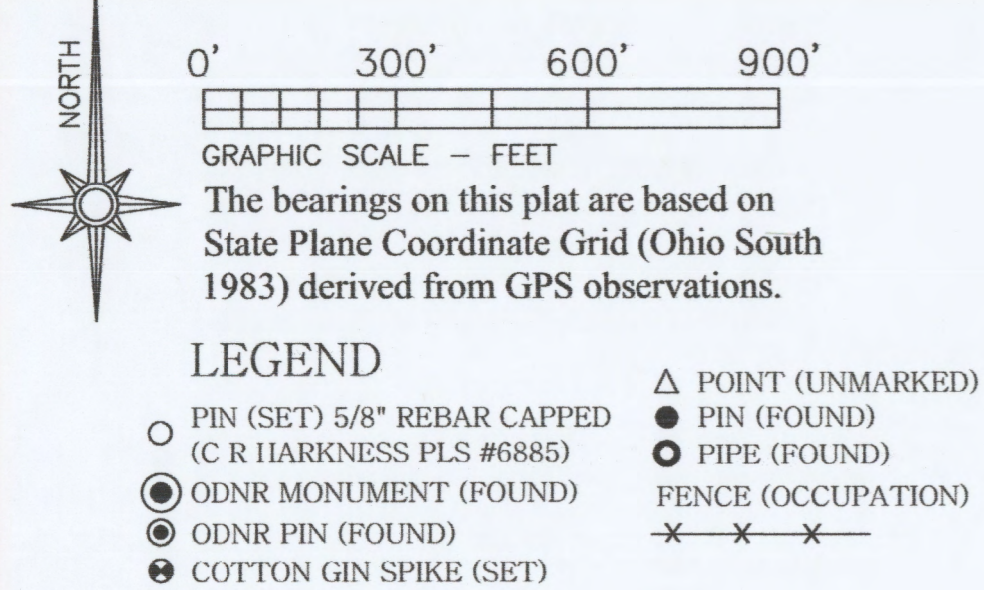 NORTH
0' 300' 600' 900'
GRAPHIC SCALE – FEET
The bearings on this plat are based on
State Plane Coordinate Grid (Ohio South
1983) derived from GPS observations.
LEGEND
PIN (SET) 5/8" REBAR CAPPED
(C R HARKNESS PLS #6885)
ODNR MONUMENT (FOUND)
ODNR PIN (FOUND)
COTTON GIN SPIKE (SET)
POINT (UNMARKED)
PIN (FOUND)
PIPE (FOUND)
FENCE (OCCUPATION)